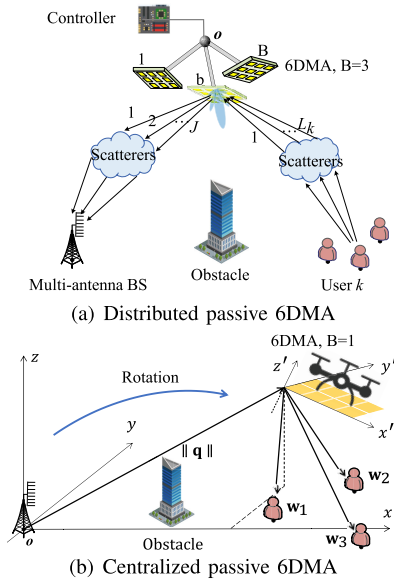 Controller
o
1
B
6DMA, B=3
b
1
2
...J
...L_k
1
Scatterers
Scatterers
Multi-antenna BS
Obstacle
User k
(a) Distributed passive 6DMA
6DMA, B=1
z
z'
y'
Rotation
y
x'
‖ q ‖
w₂
w₁
x
o
w₃
Obstacle
(b) Centralized passive 6DMA